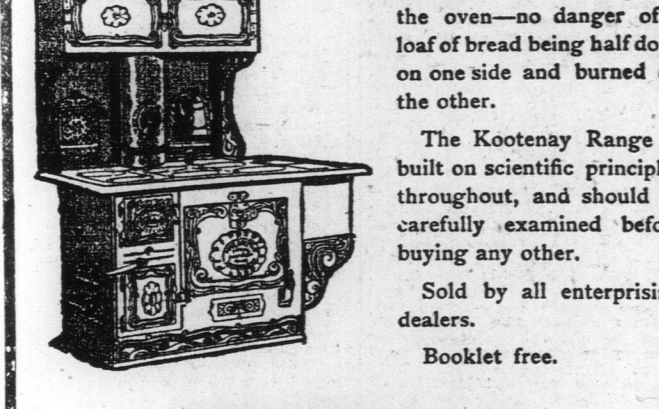 the oven—no danger of
loaf of bread being half do
on one side and burned
the other.
The Kootenay Range
built on scientific principl
throughout, and should
carefully examined befo
buying any other.
Sold by all enterprisi
dealers.
Booklet free.